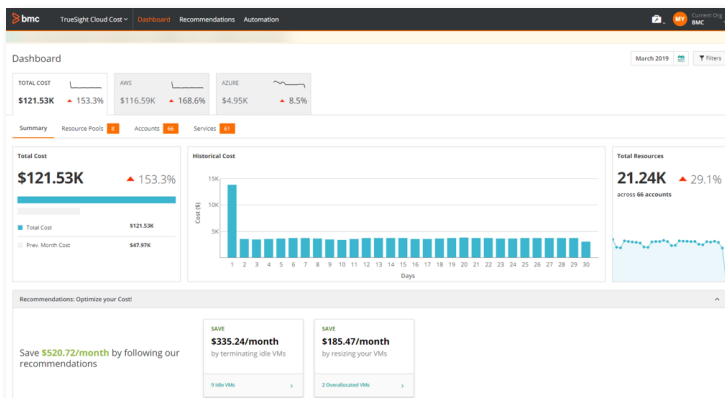 bmc TrueSight Cloud Cost Dashboard Recommendations Automation
MY Current Org
BMC
Dashboard
March 2019 Filters
TOTAL COST
$121.53K 153.3%
AWS
$116.59K 168.6%
AZURE
$4.95K 8.5%
Summary Resource Pools 8 Accounts 66 Services 61
Total Cost
$121.53K 153.3%
Total Cost $121.53K
Prev. Month Cost $47.97K
Historical Cost
15K
10K
5K
Cost ($)
1 2 3 4 5 6 7 8 9 10 11 12 13 14 15 16 17 18 19 20 21 22 23 24 25 26 27 28 29 30
Days
Total Resources
21.24K 29.1%
across 66 accounts
Recommendations: Optimize your Cost!
Save $520.72/month by following our
recommendations
SAVE
$335.24/month
by terminating idle VMs
9 Idle VMs
SAVE
$185.47/month
by resizing your VMs
2 Overallocated VMs